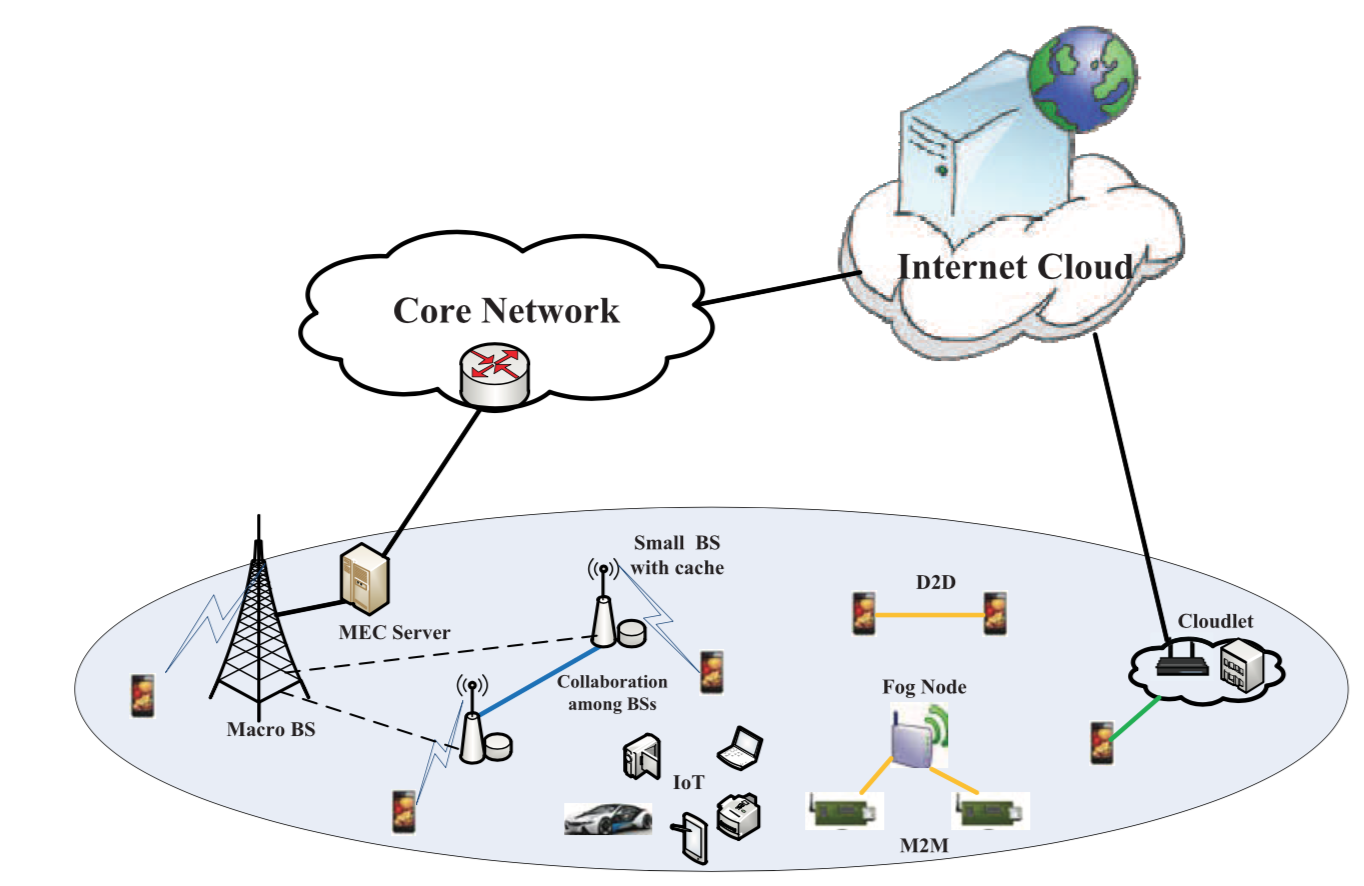 Internet Cloud
Core Network
Small BS
with cache
D2D
MEC Server
Cloudlet
Collaboration
among BSs
Fog Node
Macro BS
IoT
M2M